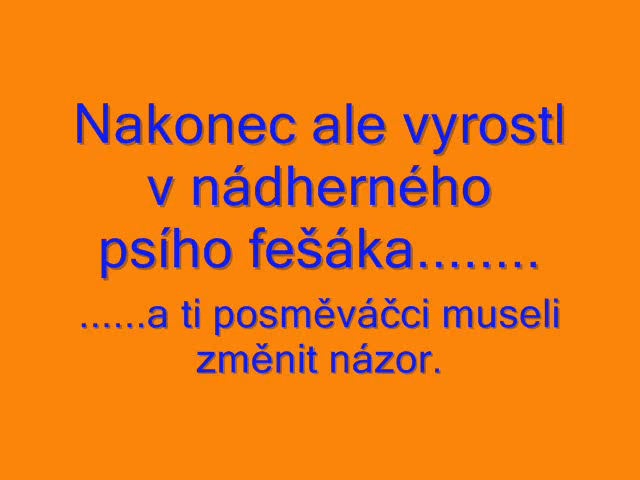 Nakonec ale vyrostl
v nádherného
psího fešáka........
......a ti posměváčci museli
změnit názor.